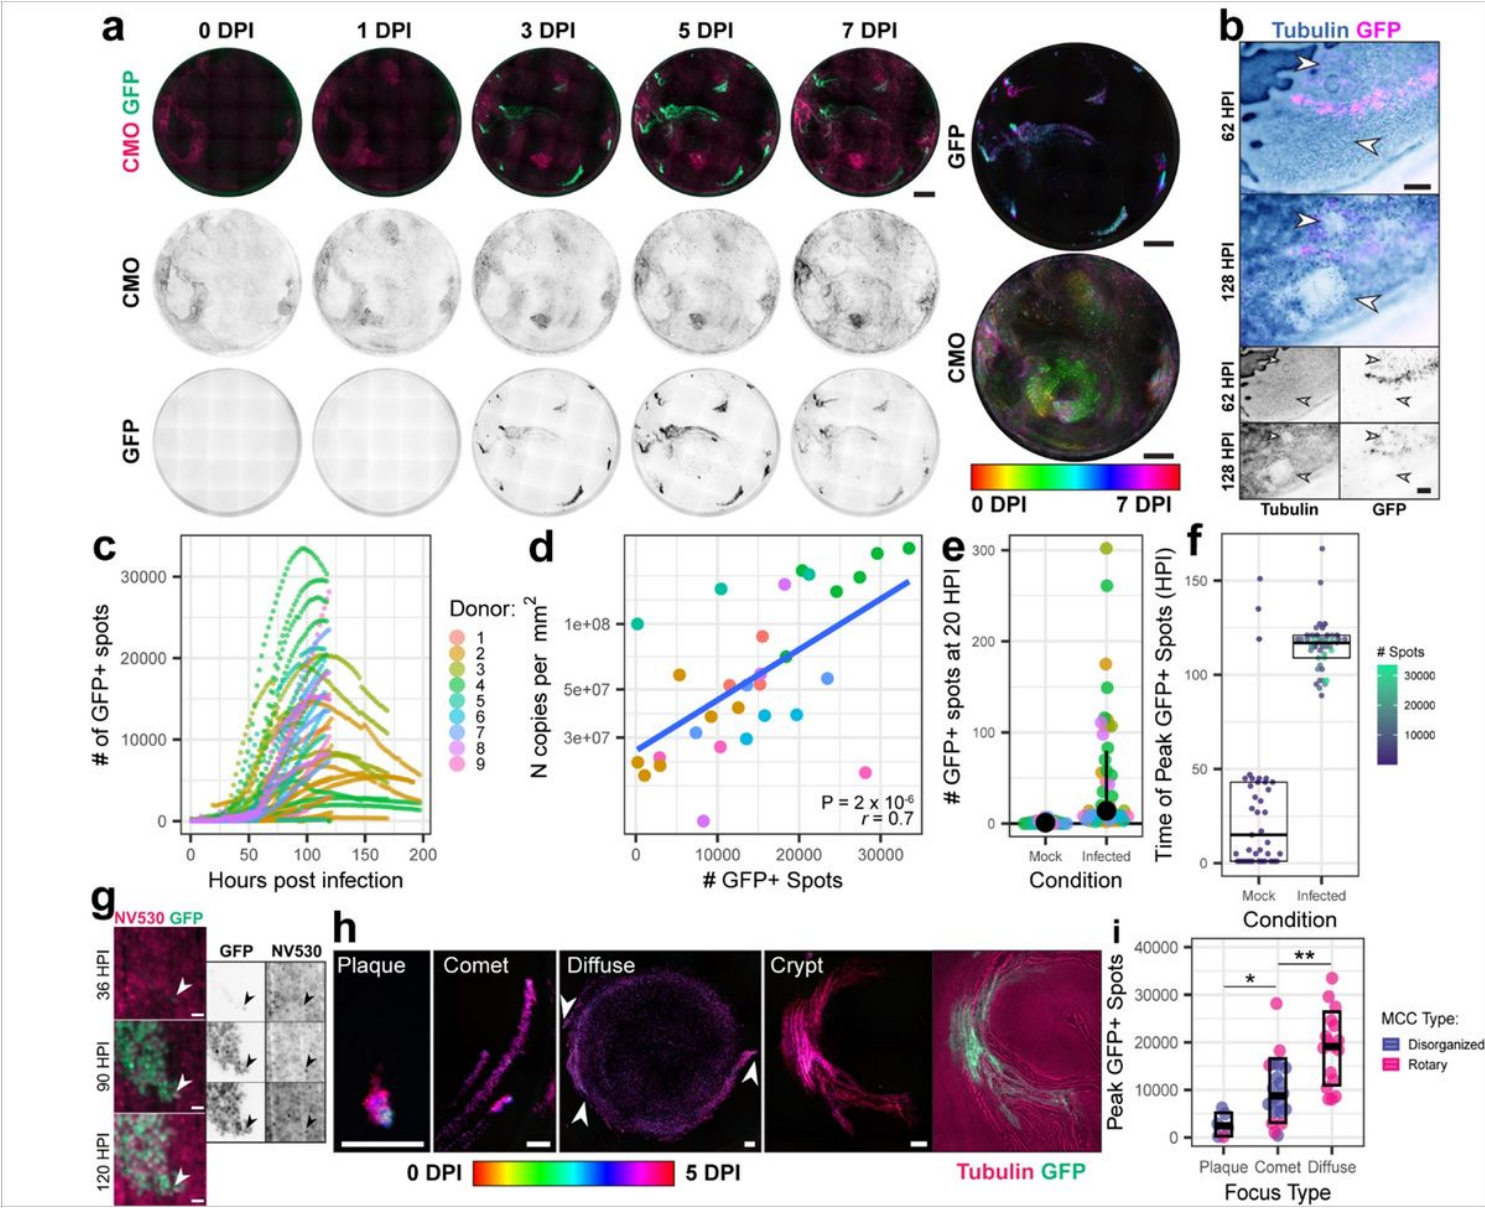 a
0 DPI 1 DPI 3 DPI 5 DPI 7 DPI
CMO GFP
CMO
GFP
GFP
CMO
0 DPI 7 DPI
b
Tubulin GFP
62 HPI
128 HPI
62 HPI
128 HPI
Tubulin GFP
c
# of GFP+ spots
30000
20000
10000
0
0 50 100 150 200
Hours post infection
Donor:
1
2
3
4
5
6
7
8
9
d
N copies per mm2
1e+08
5e+07
3e+07
P = 2 x 10-6
r = 0.7
0 10000 20000 30000
# GFP+ Spots
e
# GFP+ spots at 20 HPI
300
200
100
0
Mock Infected
Condition
f
Time of Peak GFP+ Spots (HPI)
150
100
50
0
Mock Infected
Condition
# Spots
30000
20000
10000
g
NV530 GFP
GFP NV530
36 HPI
90 HPI
120 HPI
h
Plaque Comet Diffuse Crypt
0 DPI 5 DPI
Tubulin GFP
i
Peak GFP+ Spots
40000
30000
20000
10000
0
* **
Plaque Comet Diffuse
Focus Type
MCC Type:
Disorganized
Rotary